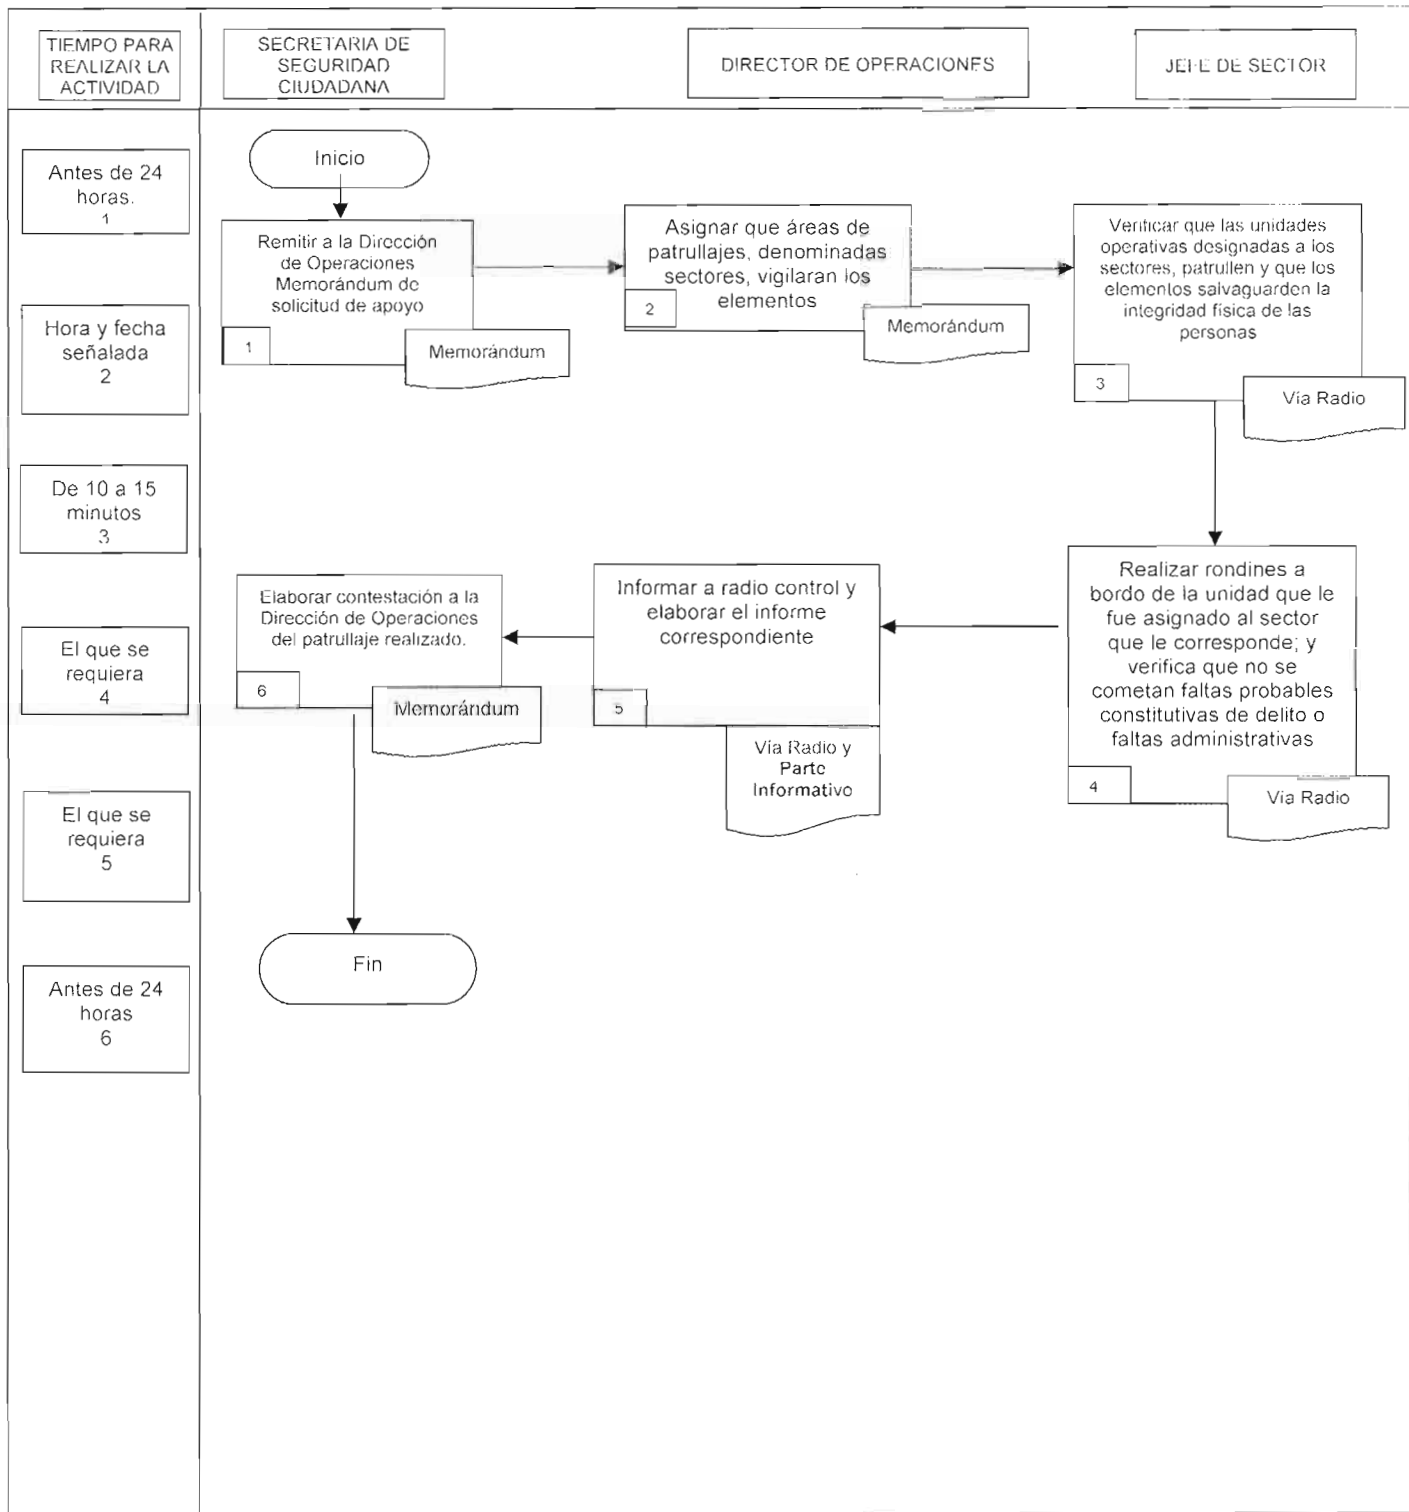 TIEMPO PARA
REALIZAR LA
ACTIVIDAD
SECRETARIA DE
SEGURIDAD
CIUDADANA
DIRECTOR DE OPERACIONES
JEFE DE SECTOR
Antes de 24
horas.
1
Hora y fecha
señalada
2
De 10 a 15
minutos
3
El que se
requiera
4
El que se
requiera
5
Antes de 24
horas
6
Inicio
Remitir a la Dirección
de Operaciones
Memorándum de
solicitud de apoyo
1
Memorándum
Asignar que áreas de
patrullajes, denominadas
sectores, vigilaran los
elementos
2
Memorándum
Verificar que las unidades
operativas designadas a los
sectores, patrullen y que los
elementos salvaguarden la
integridad física de las
personas
3
Vía Radio
Realizar rondines a
bordo de la unidad que le
fue asignado al sector
que le corresponde; y
verifica que no se
cometan faltas probables
constitutivas de delito o
faltas administrativas
4
Vía Radio
Informar a radio control y
elaborar el informe
correspondiente
5
Vía Radio y
Parte
Informativo
Elaborar contestación a la
Dirección de Operaciones
del patrullaje realizado.
6
Memorándum
Fin